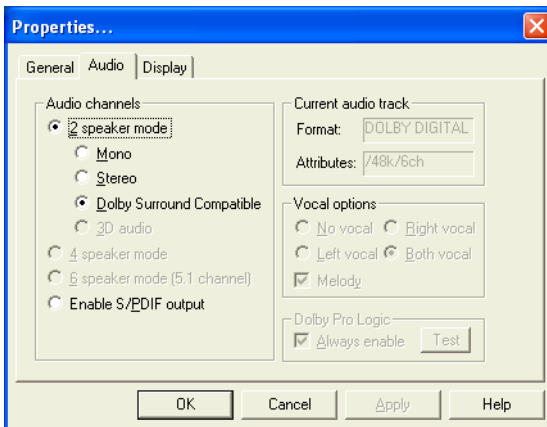 Properties...
General Audio Display
Audio channels
2 speaker mode
Mono
Stereo
Dolby Surround Compatible
3D audio
4 speaker mode
6 speaker mode (5.1 channel)
Enable S/PDIF output
Current audio track
Format: DOLBY DIGITAL
Attributes: /48k/6ch
Vocal options
No vocal Right vocal
Left vocal Both vocal
Melody
Dolby Pro Logic
Always enable Test
OK Cancel Apply Help